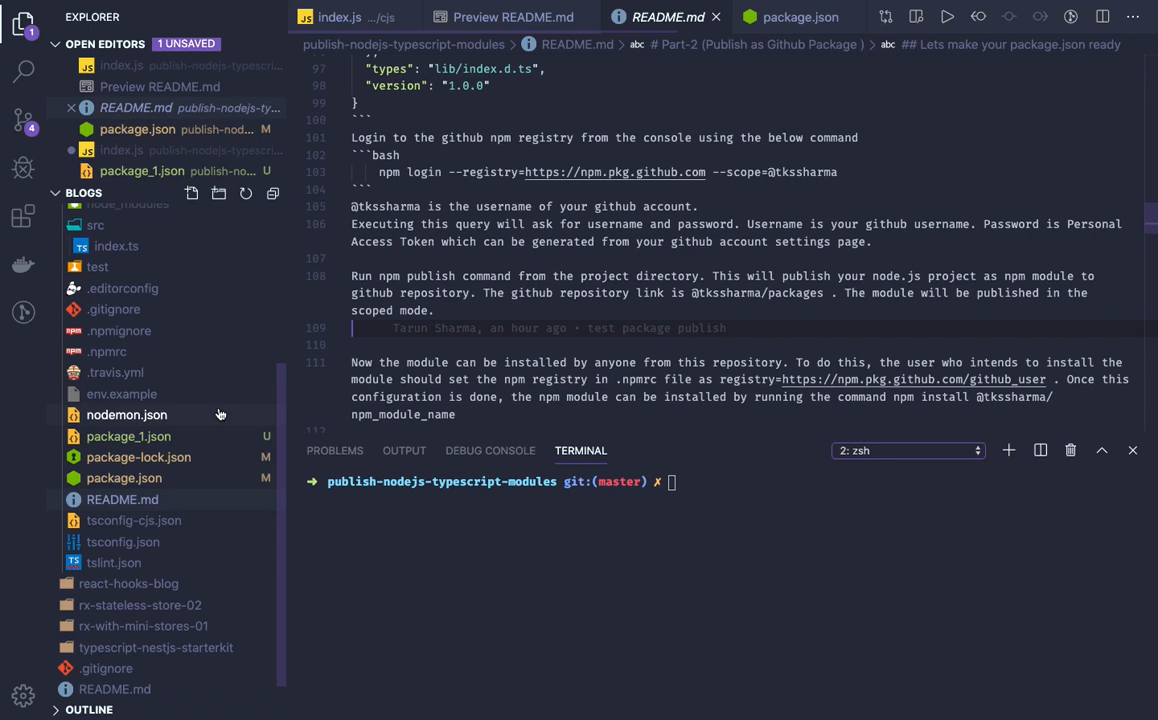 EXPLORER
index.js .../cjs
Preview README.md
README.md
package.json
1
OPEN EDITORS
1 UNSAVED
index.js publish-nodejs-typescri...
Preview README.md
README.md publish-nodejs-ty...
package.json publish-nod... M
index.js publish-nodejs-typescri...
package_1.json publish-no... U
4
BLOGS
node_modules
src
TS index.ts
test
.editorconfig
.gitignore
npm .npmignore
npm .npmrc
.travis.yml
env.example
nodemon.json
package_1.json U
package-lock.json M
package.json M
README.md
tsconfig-cjs.json
tsconfig.json
TS tslint.json
react-hooks-blog
rx-stateless-store-02
rx-with-mini-stores-01
typescript-nestjs-starterkit
.gitignore
README.md
OUTLINE
publish-nodejs-typescript-modules > README.md > abc # Part-2 (Publish as Github Package ) > abc ## Lets make your package.json ready
97 "types": "lib/index.d.ts",
98 "version": "1.0.0"
99 }
100 ```
101 Login to the github npm registry from the console using the below command
102 ```bash
103 npm login --registry=https://npm.pkg.github.com --scope=@tkssharma
104 ```
105 @tkssharma is the username of your github account.
106 Executing this query will ask for username and password. Username is your github username. Password is Personal
Access Token which can be generated from your github account settings page.
107
108 Run npm publish command from the project directory. This will publish your node.js project as npm module to
github repository. The github repository link is @tkssharma/packages . The module will be published in the
scoped mode.
109 Tarun Sharma, an hour ago • test package publish
110
111 Now the module can be installed by anyone from this repository. To do this, the user who intends to install the
module should set the npm registry in .npmrc file as registry=https://npm.pkg.github.com/github_user . Once this
configuration is done, the npm module can be installed by running the command npm install @tkssharma/
npm_module_name
112
PROBLEMS
OUTPUT
DEBUG CONSOLE
TERMINAL
2: zsh
➜ publish-nodejs-typescript-modules git:(master) ✗